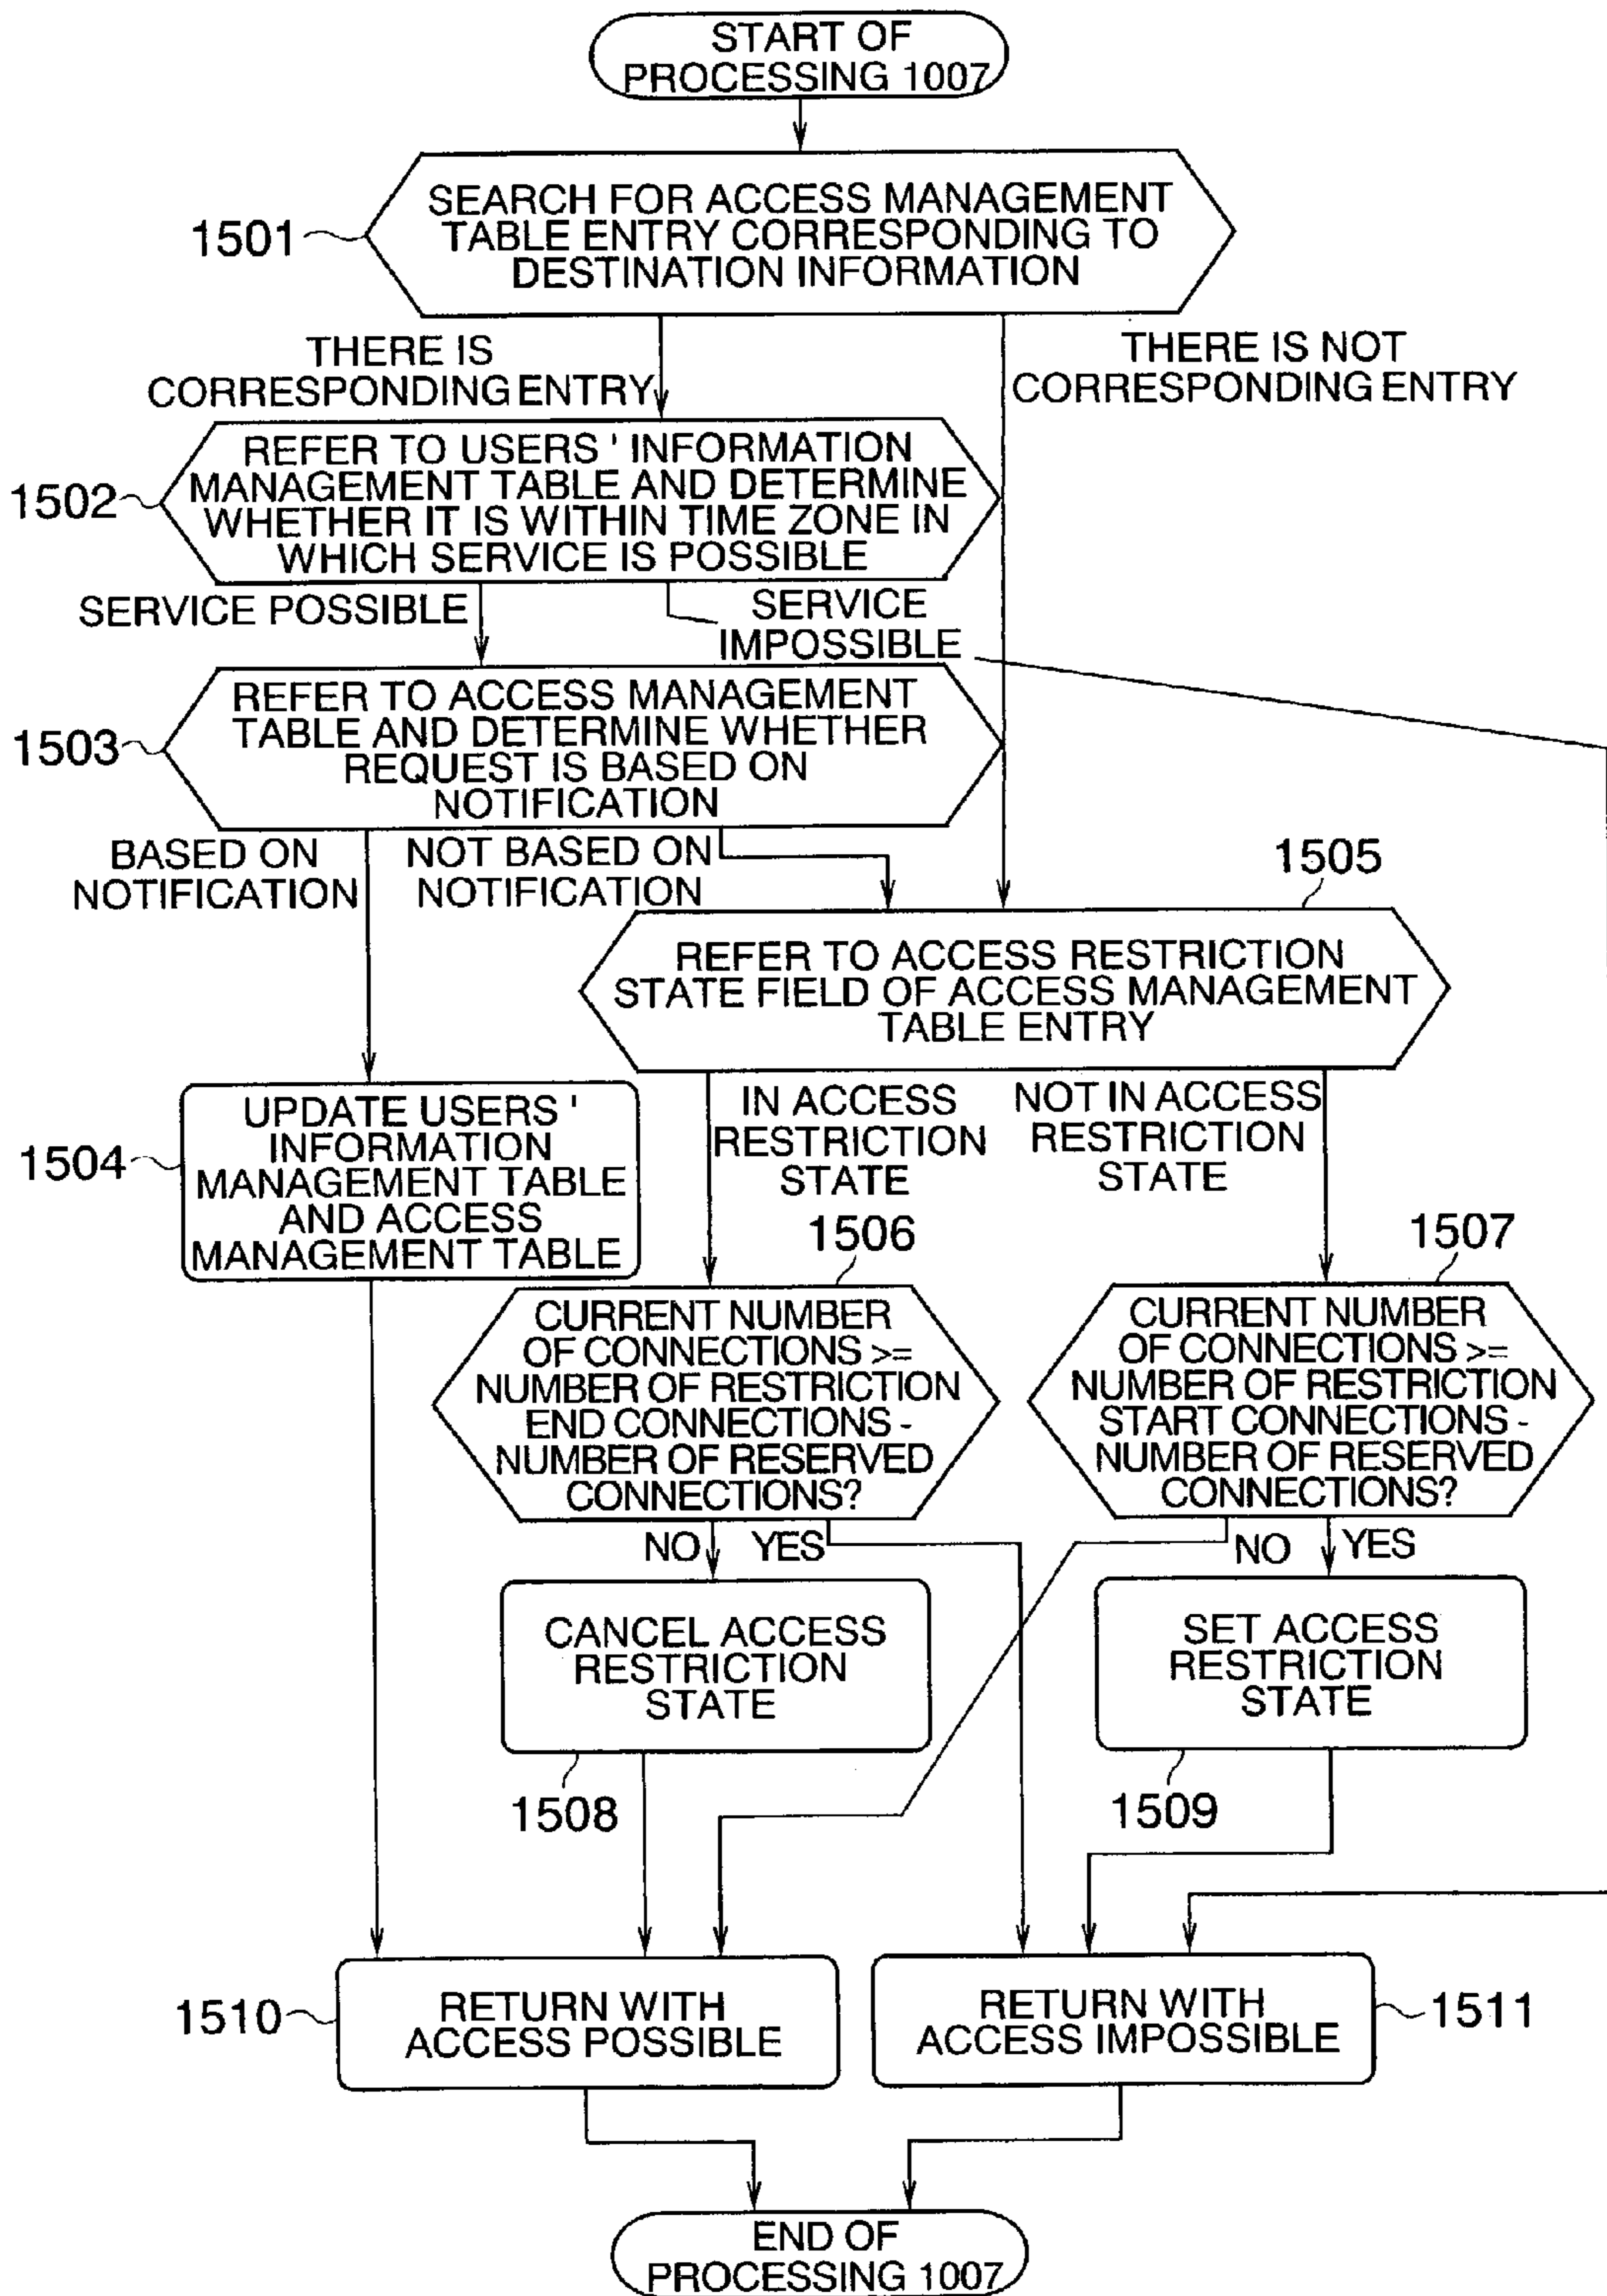 START OF
PROCESSING 1007
1501
SEARCH FOR ACCESS MANAGEMENT
TABLE ENTRY CORRESPONDING TO
DESTINATION INFORMATION
THERE IS
CORRESPONDING ENTRY
THERE IS NOT
CORRESPONDING ENTRY
1502
REFER TO USERS ' INFORMATION
MANAGEMENT TABLE AND DETERMINE
WHETHER IT IS WITHIN TIME ZONE IN
WHICH SERVICE IS POSSIBLE
SERVICE POSSIBLE
SERVICE
IMPOSSIBLE
1503
REFER TO ACCESS MANAGEMENT
TABLE AND DETERMINE WHETHER
REQUEST IS BASED ON
NOTIFICATION
BASED ON
NOTIFICATION
NOT BASED ON
NOTIFICATION
1505
REFER TO ACCESS RESTRICTION
STATE FIELD OF ACCESS MANAGEMENT
TABLE ENTRY
1504
UPDATE USERS '
INFORMATION
MANAGEMENT TABLE
AND ACCESS
MANAGEMENT TABLE
IN ACCESS
RESTRICTION
STATE
NOT IN ACCESS
RESTRICTION
STATE
1506
CURRENT NUMBER
OF CONNECTIONS >=
NUMBER OF RESTRICTION
END CONNECTIONS -
NUMBER OF RESERVED
CONNECTIONS?
1507
CURRENT NUMBER
OF CONNECTIONS >=
NUMBER OF RESTRICTION
START CONNECTIONS -
NUMBER OF RESERVED
CONNECTIONS?
NO
YES
NO
YES
CANCEL ACCESS
RESTRICTION
STATE
1508
SET ACCESS
RESTRICTION
STATE
1509
1510
RETURN WITH
ACCESS POSSIBLE
RETURN WITH
ACCESS IMPOSSIBLE
1511
END OF
PROCESSING 1007